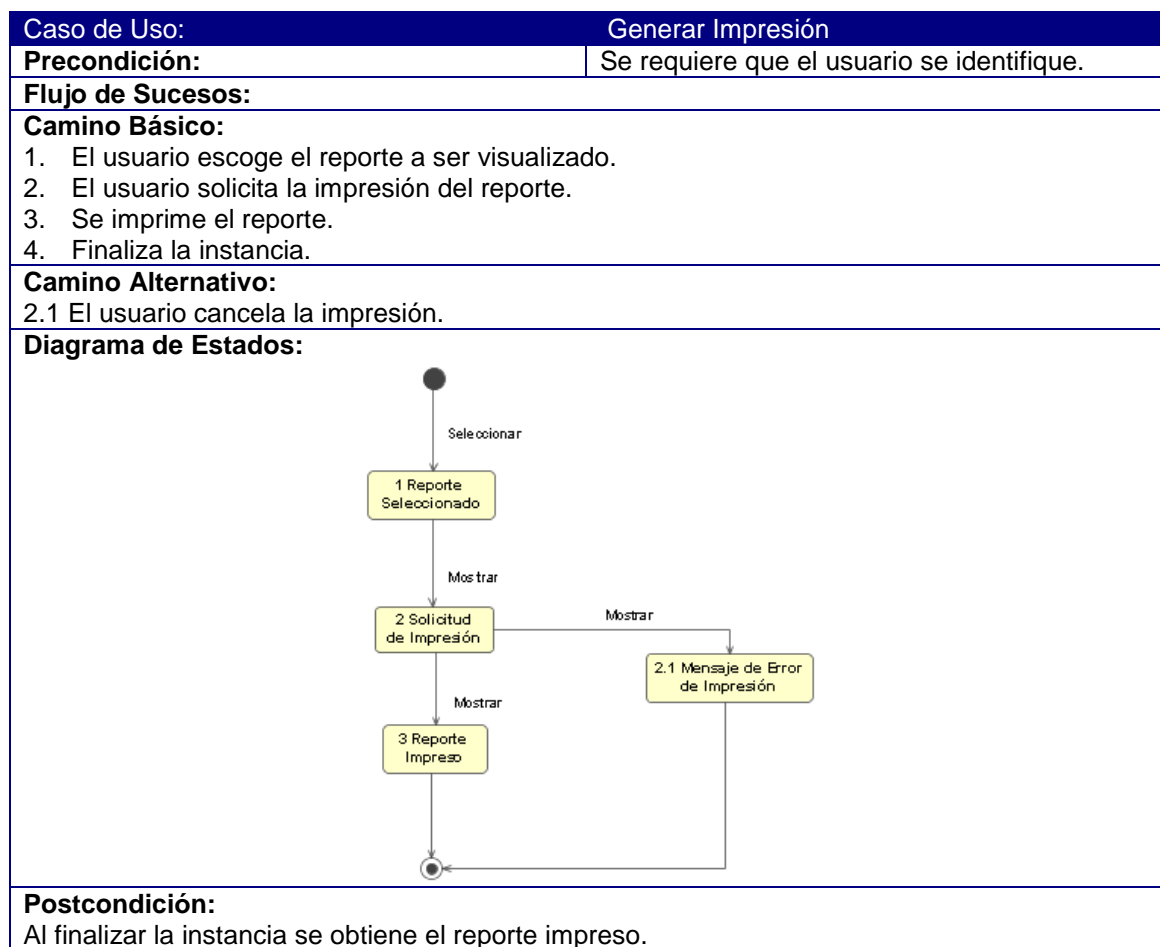 Caso de Uso: Generar Impresión
Precondición: Se requiere que el usuario se identifique.
Flujo de Sucesos:
Camino Básico:
1. El usuario escoge el reporte a ser visualizado.
2. El usuario solicita la impresión del reporte.
3. Se imprime el reporte.
4. Finaliza la instancia.
Camino Alternativo:
2.1 El usuario cancela la impresión.
Diagrama de Estados:
Seleccionar
1 Reporte
Seleccionado
Mostrar
2 Solicitud
de Impresión
Mostrar
2.1 Mensaje de Error
de Impresión
Mostrar
3 Reporte
Impreso
Postcondición:
Al finalizar la instancia se obtiene el reporte impreso.